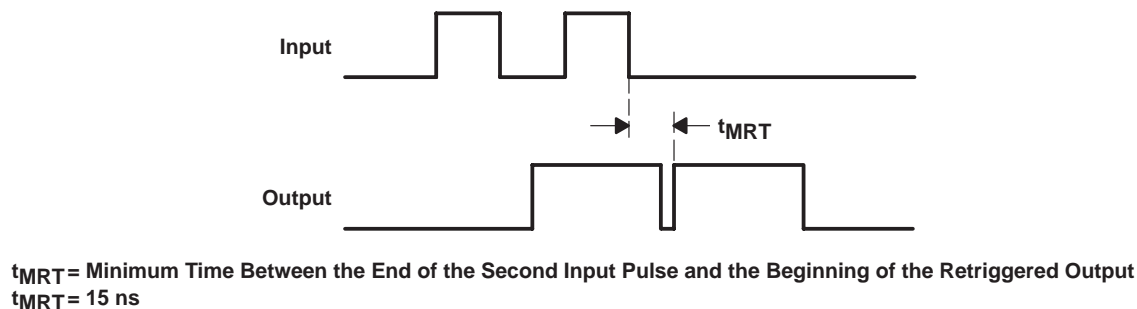 Input
tMRT
Output
tMRT = Minimum Time Between the End of the Second Input Pulse and the Beginning of the Retriggered Output
tMRT = 15 ns